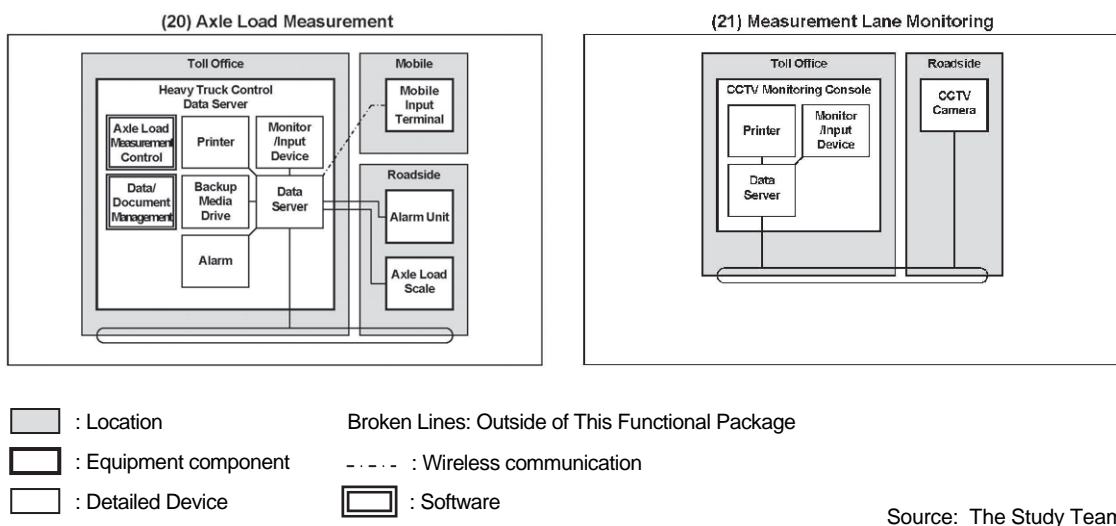 (20) Axle Load Measurement
Toll Office
Heavy Truck Control
Data Server
Axle Load
Measurement
Control
Printer
Monitor
/Input
Device
Data/
Document
Management
Backup
Media
Drive
Data
Server
Alarm
Mobile
Mobile
Input
Terminal
Roadside
Alarm Unit
Axle Load
Scale
(21) Measurement Lane Monitoring
Toll Office
CCTV Monitoring Console
Printer
Monitor
/Input
Device
Data
Server
Roadside
CCTV
Camera
: Location
: Equipment component
: Detailed Device
Broken Lines: Outside of This Functional Package
: Wireless communication
: Software
Source: The Study Team